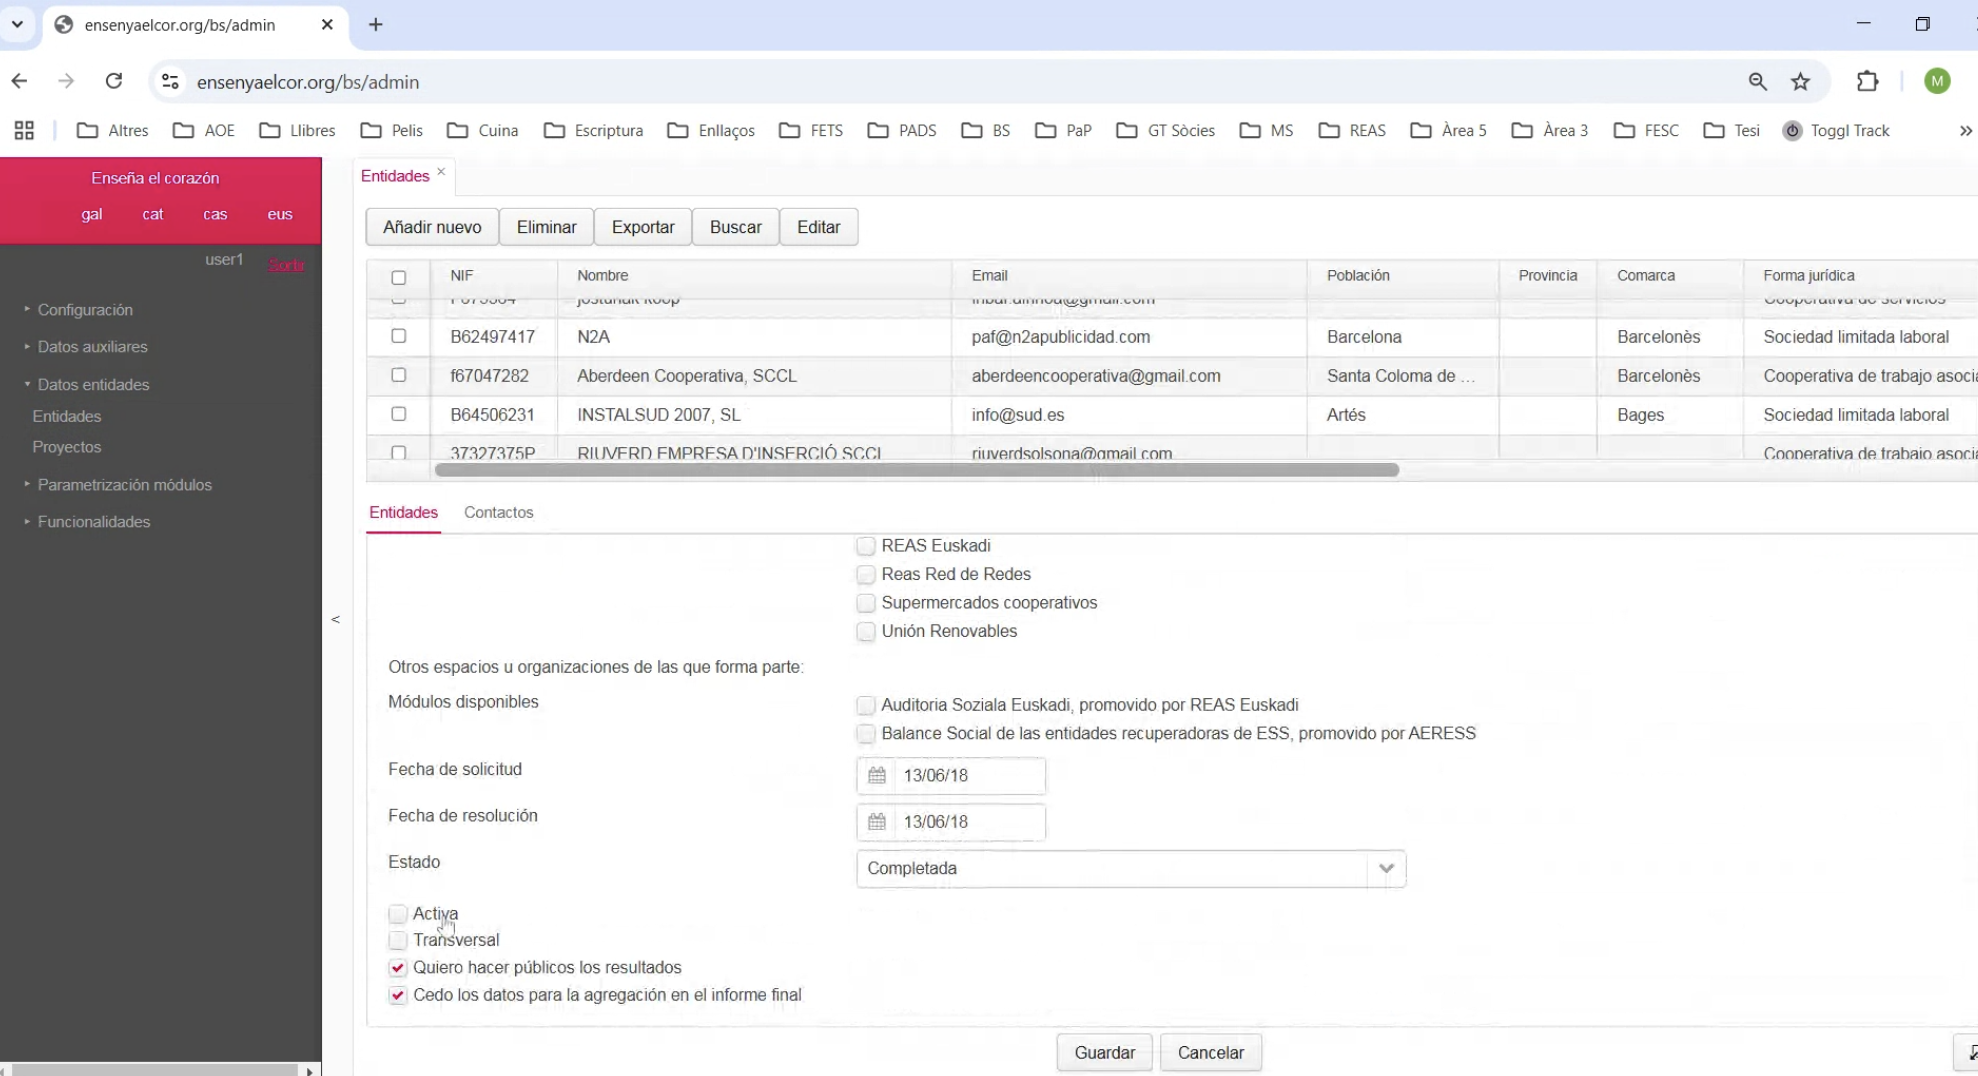 ensenyaelcor.org/bs/admin
ensenyaelcor.org/bs/admin
M
Altres AOE Llibres Pelis Cuina Escriptura Enllaços FETS PADS BS PaP GT Sòcies MS REAS Àrea 5 Àrea 3 FESC Tesi Toggl Track
Enseña el corazón
gal cat cas eus
user1 Sortir
Configuración
Datos auxiliares
Datos entidades
Entidades
Proyectos
Parametrización módulos
Funcionalidades
Entidades
Añadir nuevo Eliminar Exportar Buscar Editar
NIF Nombre Email Población Provincia Comarca Forma jurídica
Cooperativa de servicios
B62497417 N2A paf@n2apublicidad.com Barcelona Barcelonès Sociedad limitada laboral
f67047282 Aberdeen Cooperativa, SCCL aberdeencooperativa@gmail.com Santa Coloma de ... Barcelonès Cooperativa de trabajo asocia
B64506231 INSTALSUD 2007, SL info@sud.es Artés Bages Sociedad limitada laboral
37327375P RIUVERD EMPRESA D'INSERCIÓ SCCL riuverdsolsona@gmail.com Cooperativa de trabajo asocia
Entidades Contactos
REAS Euskadi
Reas Red de Redes
Supermercados cooperativos
Unión Renovables
Otros espacios u organizaciones de las que forma parte:
Módulos disponibles
Auditoria Soziala Euskadi, promovido por REAS Euskadi
Balance Social de las entidades recuperadoras de ESS, promovido por AERESS
Fecha de solicitud 13/06/18
Fecha de resolución 13/06/18
Estado Completada
Activa
Transversal
Quiero hacer públicos los resultados
Cedo los datos para la agregación en el informe final
Guardar Cancelar